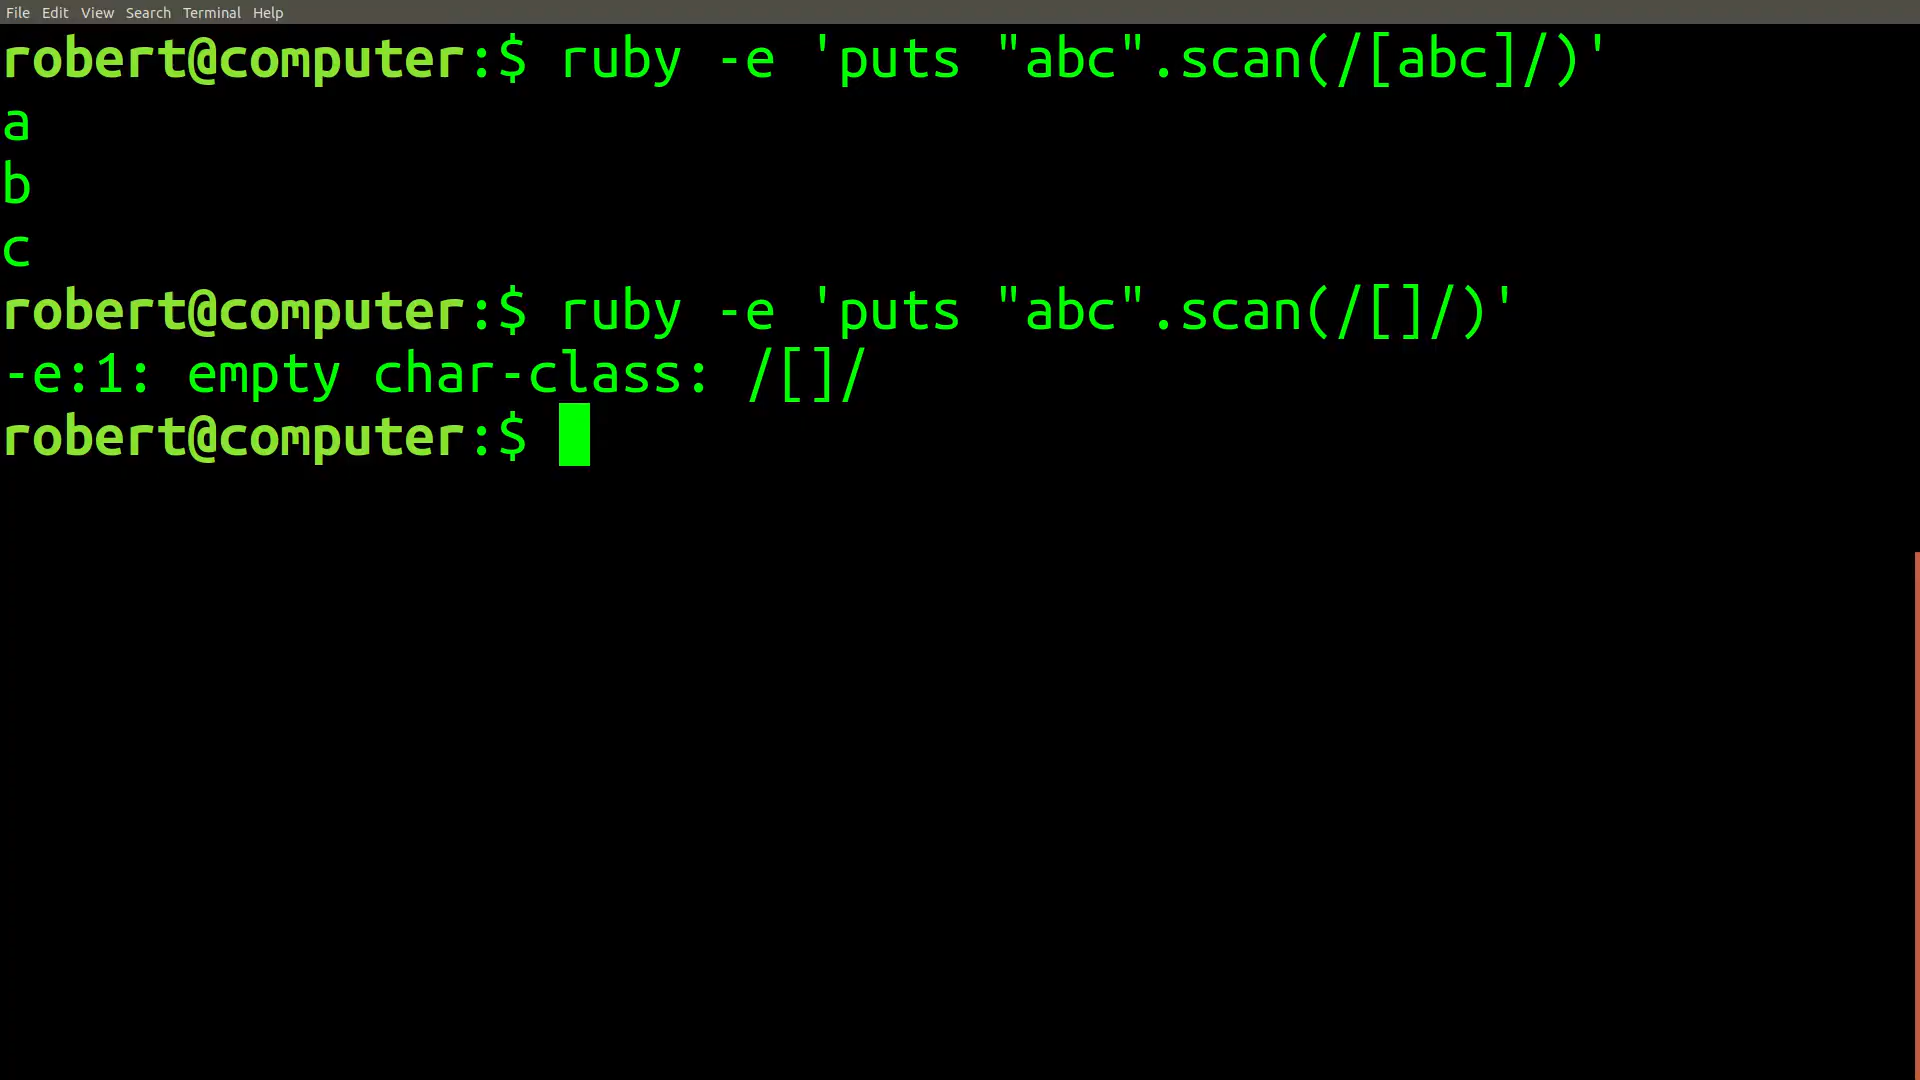 File Edit View Search Terminal Help
robert@computer:$ ruby -e 'puts "abc".scan(/[abc]/)'
a
b
c
robert@computer:$ ruby -e 'puts "abc".scan(/[]/)'
-e:1: empty char-class: /[]/
robert@computer:$